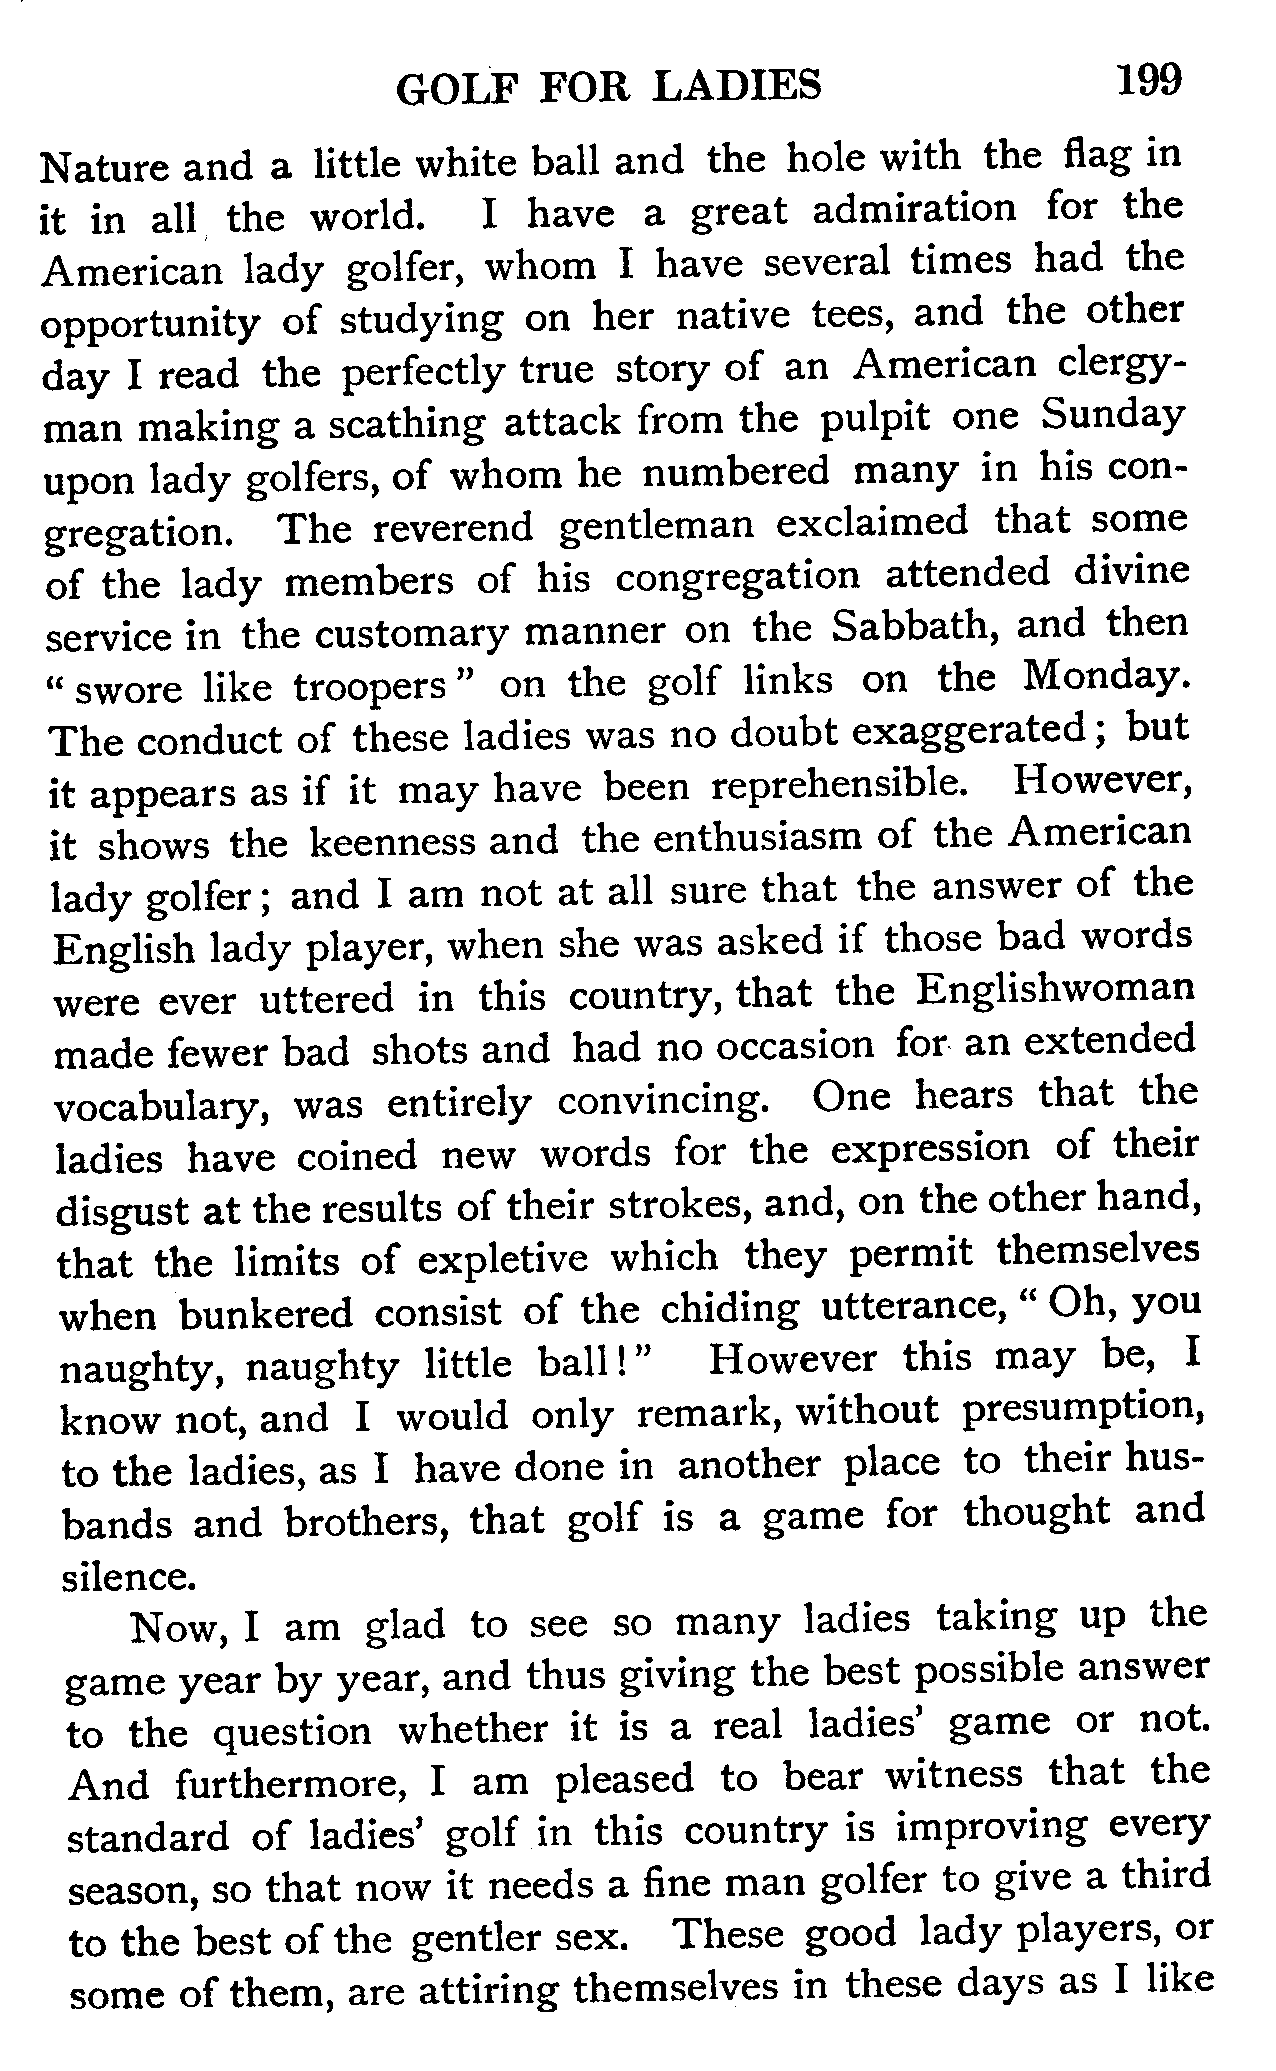 GOLF FOR LADIES 199
Nature and a little white ball and the hole with the flag in
it in all the world. I have a great admiration for the
American lady golfer, whom I have several times had the
opportunity of studying on her native tees, and the other
day I read the perfectly true story of an American clergy-
man making a scathing attack from the pulpit one Sunday
upon lady golfers, of whom he numbered many in his con-
gregation. The reverend gentleman exclaimed that some
of the lady members of his congregation attended divine
service in the customary manner on the Sabbath, and then
“ swore like troopers ” on the golf links on the Monday.
The conduct of these ladies was no doubt exaggerated ; but
it appears as if it may have been reprehensible. However,
it shows the keenness and the enthusiasm of the American
lady golfer ; and I am not at all sure that the answer of the
English lady player, when she was asked if those bad words
were ever uttered in this country, that the Englishwoman
made fewer bad shots and had no occasion for an extended
vocabulary, was entirely convincing. One hears that the
ladies have coined new words for the expression of their
disgust at the results of their strokes, and, on the other hand,
that the limits of expletive which they permit themselves
when bunkered consist of the chiding utterance, “ Oh, you
naughty, naughty little ball ! ” However this may be, I
know not, and I would only remark, without presumption,
to the ladies, as I have done in another place to their hus-
bands and brothers, that golf is a game for thought and
silence.
Now, I am glad to see so many ladies taking up the
game year by year, and thus giving the best possible answer
to the question whether it is a real ladies’ game or not.
And furthermore, I am pleased to bear witness that the
standard of ladies’ golf in this country is improving every
season, so that now it needs a fine man golfer to give a third
to the best of the gentler sex. These good lady players, or
some of them, are attiring themselves in these days as I like